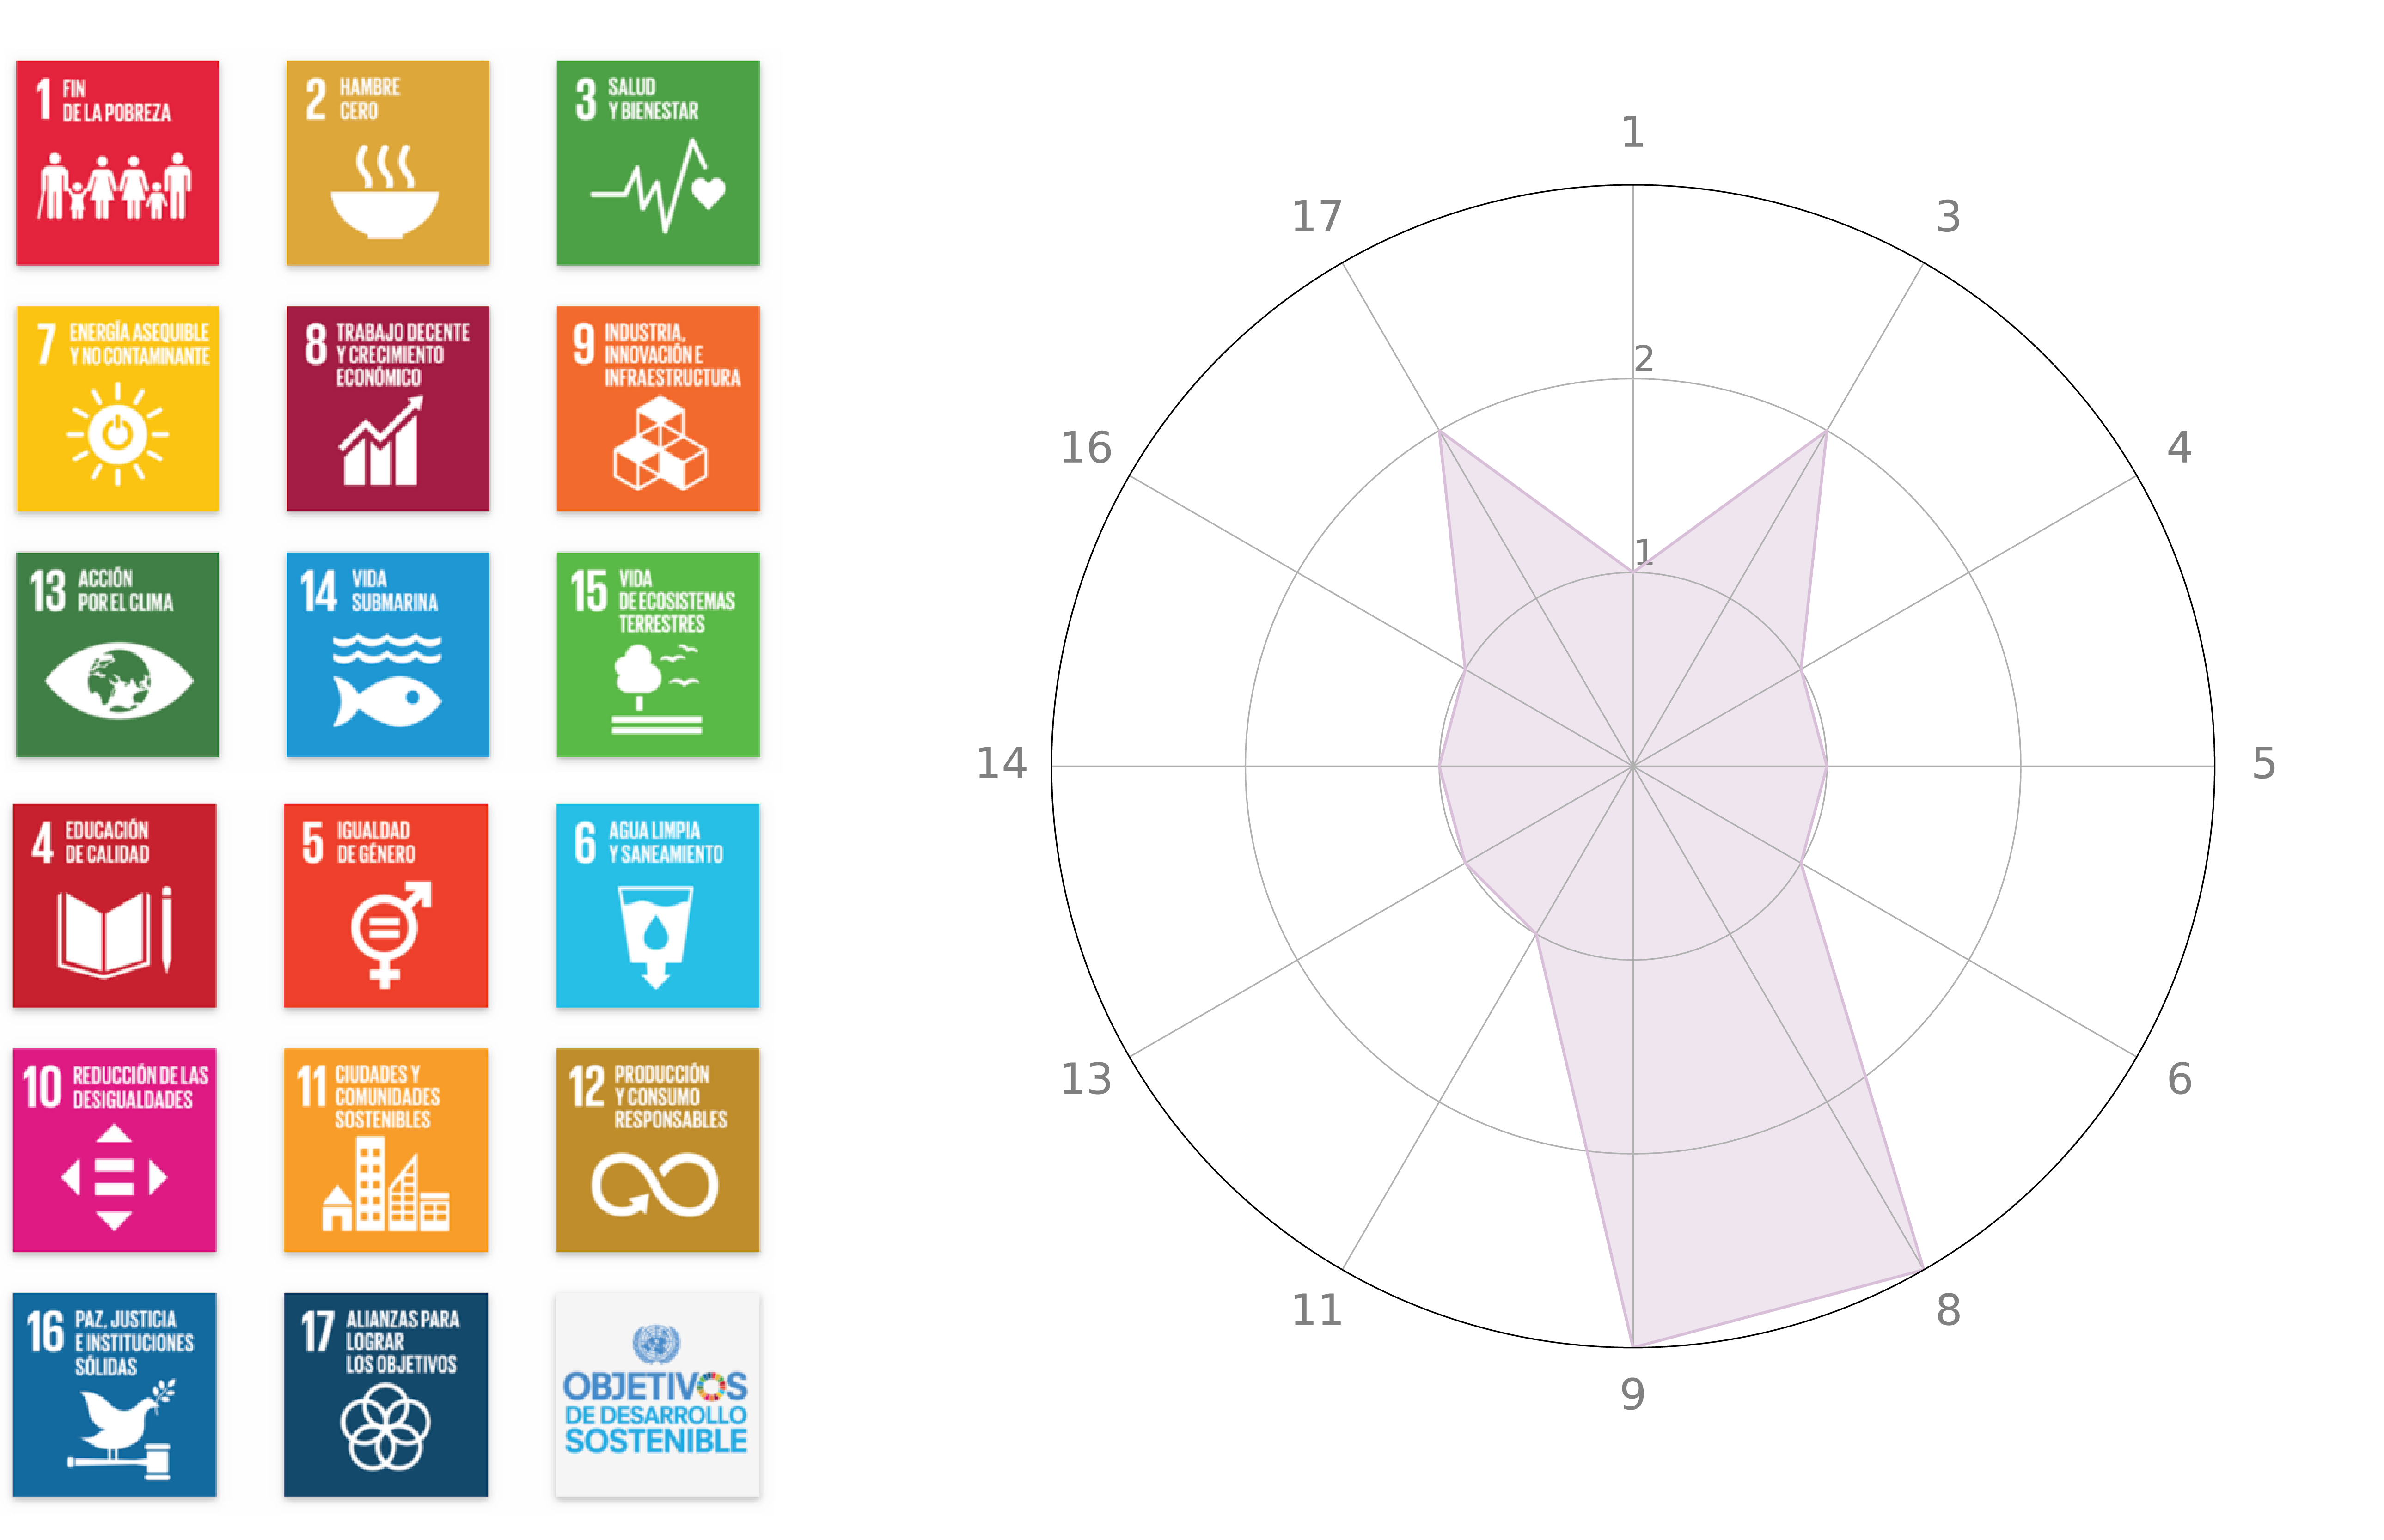 1 FIN
DE LA POBREZA
2 HAMBRE
CERO
3 SALUD
Y BIENESTAR
7 ENERGÍA ASEQUIBLE
Y NO CONTAMINANTE
8 TRABAJO DECENTE
Y CRECIMIENTO
ECONÓMICO
9 INDUSTRIA,
INNOVACIÓN E
INFRAESTRUCTURA
13 ACCIÓN
POR EL CLIMA
14 VIDA
SUBMARINA
15 VIDA
DE ECOSISTEMAS
TERRESTRES
4 EDUCACIÓN
DE CALIDAD
5 IGUALDAD
DE GÉNERO
6 AGUA LIMPIA
Y SANEAMIENTO
10 REDUCCIÓN DE LAS
DESIGUALDADES
11 CIUDADES Y
COMUNIDADES
SOSTENIBLES
12 PRODUCCIÓN
Y CONSUMO
RESPONSABLES
16 PAZ, JUSTICIA
E INSTITUCIONES
SÓLIDAS
17 ALIANZAS PARA
LOGRAR
LOS OBJETIVOS
OBJETIVOS
DE DESARROLLO
SOSTENIBLE
1
3
4
5
6
8
9
11
13
14
16
17
2
1